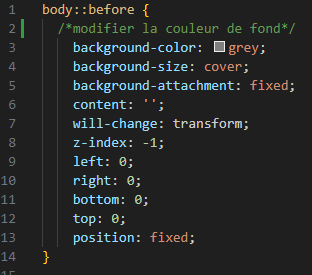 1 body::before {
2 /*modifier la couleur de fond*/
3 background-color: grey;
4 background-size: cover;
5 background-attachment: fixed;
6 content: '';
7 will-change: transform;
8 z-index: -1;
9 left: 0;
10 right: 0;
11 bottom: 0;
12 top: 0;
13 position: fixed;
14 }